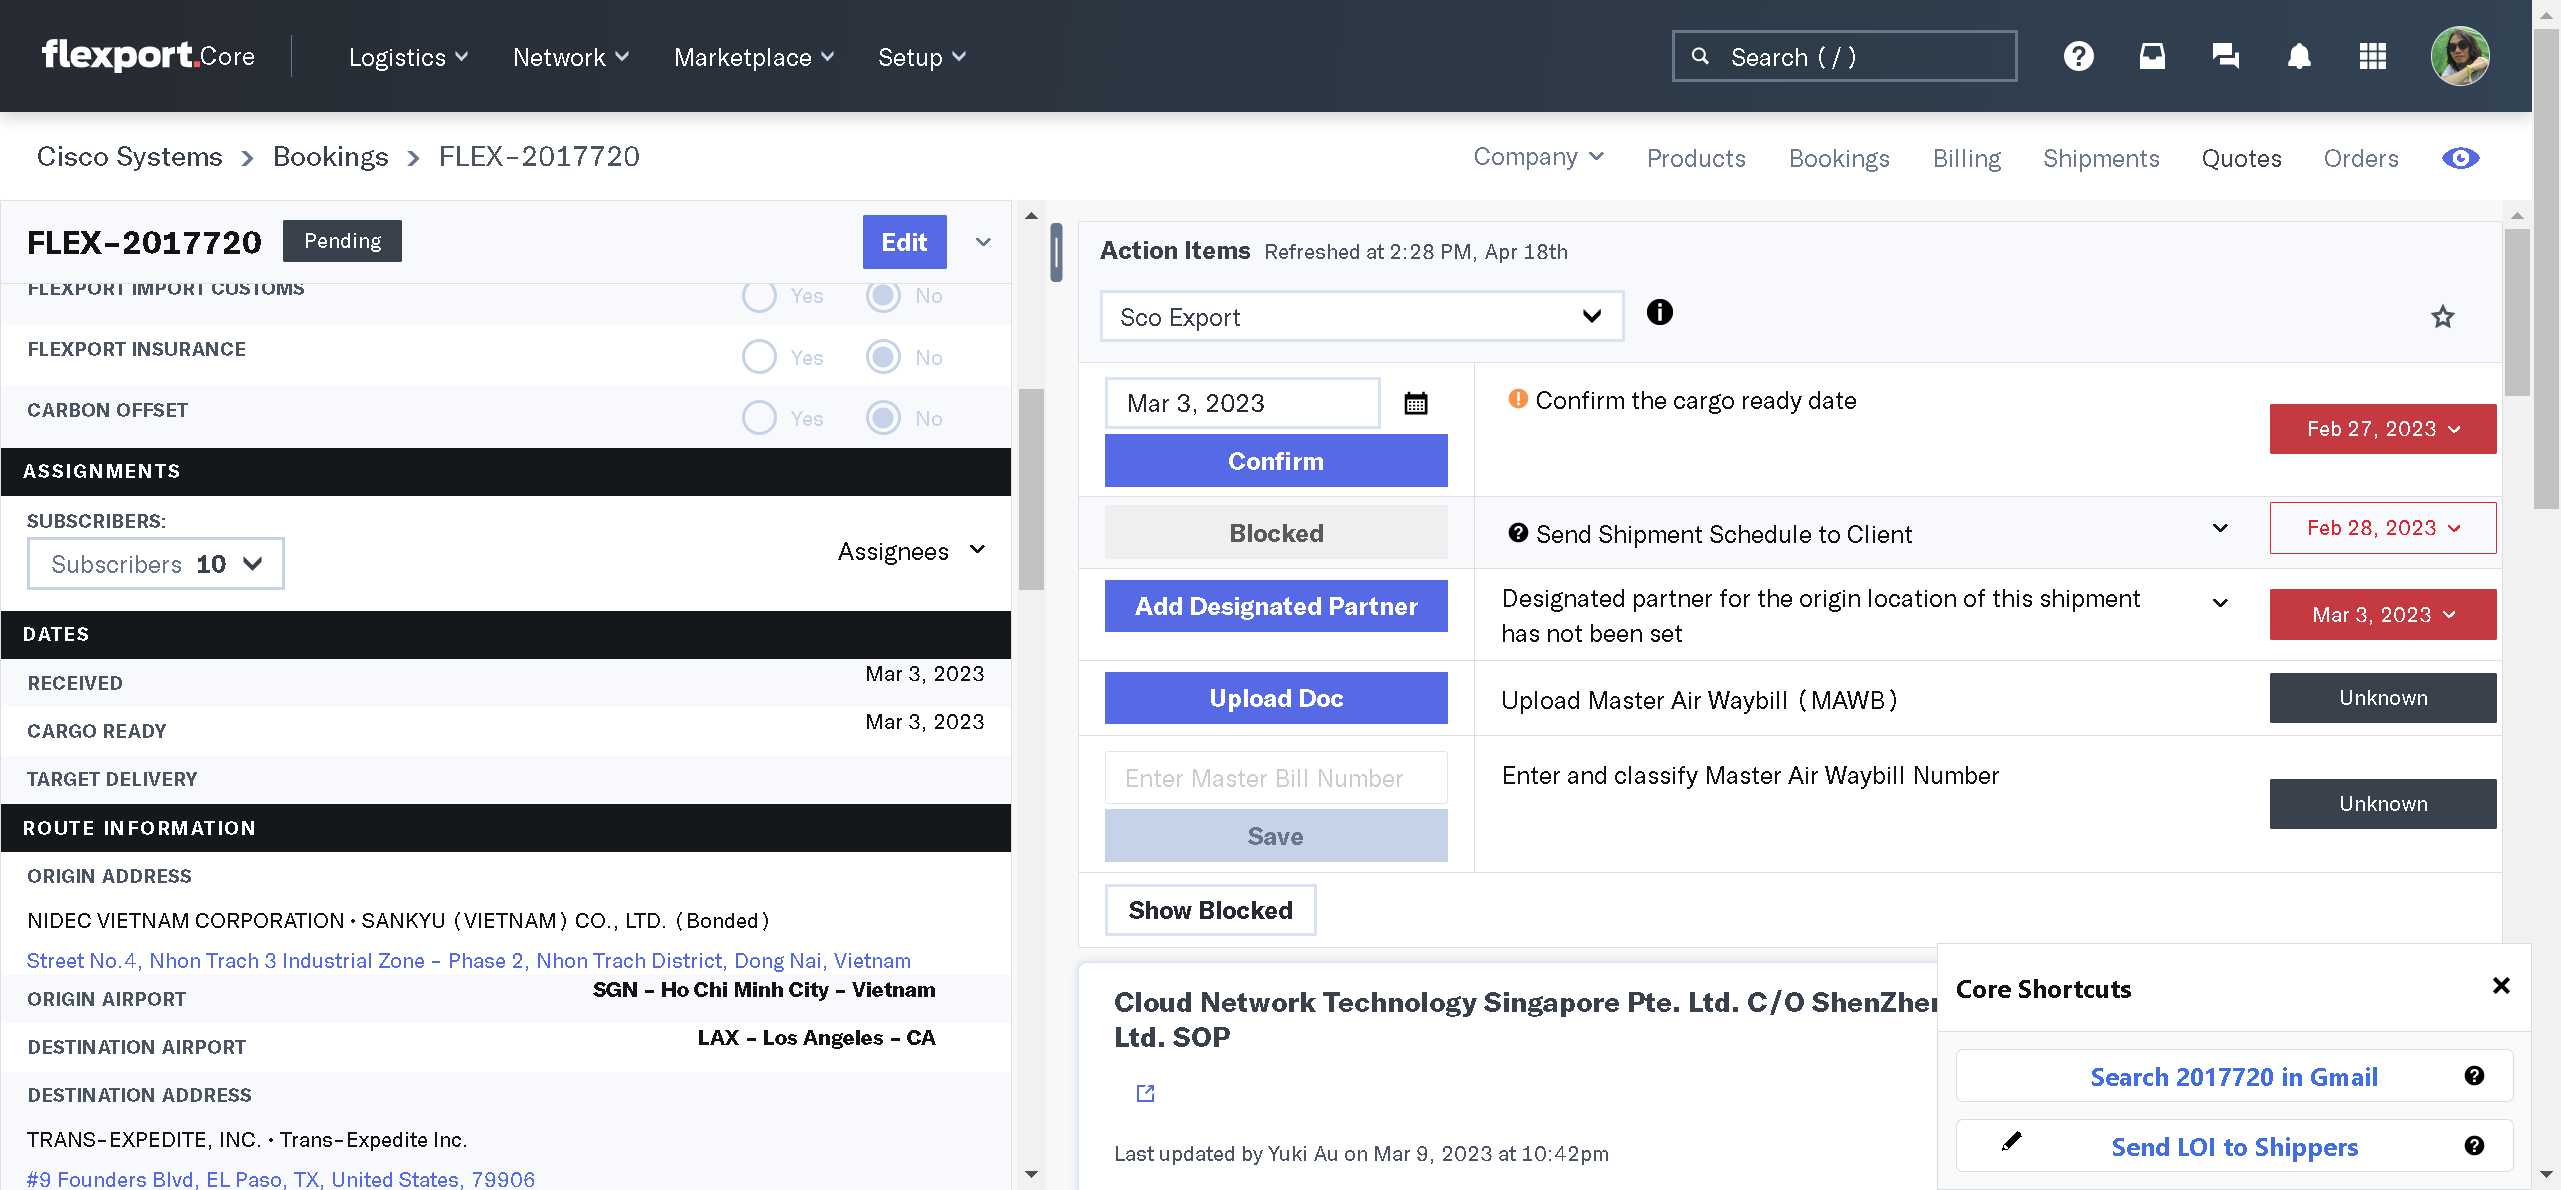 flexport.Core
Logistics
Network
Marketplace
Setup
Search ( / )
Cisco Systems > Bookings > FLEX-2017720
Company
Products
Bookings
Billing
Shipments
Quotes
Orders
FLEX-2017720
Pending
Edit
FLEXPORT IMPORT CUSTOMS
Yes
No
FLEXPORT INSURANCE
Yes
No
CARBON OFFSET
Yes
No
ASSIGNMENTS
SUBSCRIBERS:
Subscribers 10
Assignees
DATES
RECEIVED
Mar 3, 2023
CARGO READY
Mar 3, 2023
TARGET DELIVERY
ROUTE INFORMATION
ORIGIN ADDRESS
NIDEC VIETNAM CORPORATION • SANKYU (VIETNAM) CO., LTD. (Bonded)
Street No.4, Nhon Trach 3 Industrial Zone - Phase 2, Nhon Trach District, Dong Nai, Vietnam
ORIGIN AIRPORT
SGN - Ho Chi Minh City - Vietnam
DESTINATION AIRPORT
LAX - Los Angeles - CA
DESTINATION ADDRESS
TRANS-EXPEDITE, INC. • Trans-Expedite Inc.
#9 Founders Blvd, EL Paso, TX, United States, 79906
Action Items Refreshed at 2:28 PM, Apr 18th
Sco Export
Mar 3, 2023
Confirm
Confirm the cargo ready date
Feb 27, 2023
Blocked
Send Shipment Schedule to Client
Feb 28, 2023
Add Designated Partner
Designated partner for the origin location of this shipment
has not been set
Mar 3, 2023
Upload Doc
Upload Master Air Waybill (MAWB)
Unknown
Enter Master Bill Number
Save
Enter and classify Master Air Waybill Number
Unknown
Show Blocked
Cloud Network Technology Singapore Pte. Ltd. C/O ShenZhen
Ltd. SOP
Last updated by Yuki Au on Mar 9, 2023 at 10:42pm
Core Shortcuts
Search 2017720 in Gmail
Send LOI to Shippers